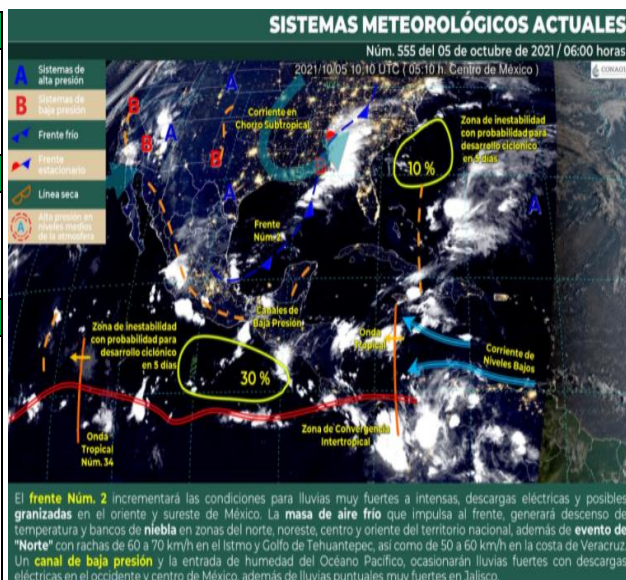 SISTEMAS METEOROLÓGICOS ACTUALES
Núm. 555 del 05 de octubre de 2021 / 06:00 horas
2021/10/05 10:10 UTC ( 05:10 h. Centro de México )
CONAGUA
A Sistemas de
alta presión
B Sistemas de
baja presión
Frente frío
Frente
estacionario
Línea seca
A Alta presión en
niveles medios
de la atmosfera
A
B
B
A
B
A
A
Corriente en
Chorro Subtropical
Zona de inestabilidad
con probabilidad para
desarrollo ciclónico
en 5 días
10 %
Frente
Núm. 2
Canales de
Baja Presión
Zona de inestabilidad
con probabilidad para
desarrollo ciclónico
en 5 días
30 %
Onda
Tropical
Corriente de
Niveles Bajos
Onda
Tropical
Núm. 34
Zona de Convergencia
Intertropical
El frente Núm. 2 incrementará las condiciones para lluvias muy fuertes a intensas, descargas eléctricas y posibles
granizadas en el oriente y sureste de México. La masa de aire frío que impulsa al frente, generará descenso de
temperatura y bancos de niebla en zonas del norte, noreste, centro y oriente del territorio nacional, además de evento de
"Norte" con rachas de 60 a 70 km/h en el Istmo y Golfo de Tehuantepec, así como de 50 a 60 km/h en la costa de Veracruz.
Un canal de baja presión y la entrada de humedad del Océano Pacífico, ocasionarán lluvias fuertes con descargas
eléctricas en el occidente y centro de México, además de lluvias puntuales muy fuertes en Jalisco.